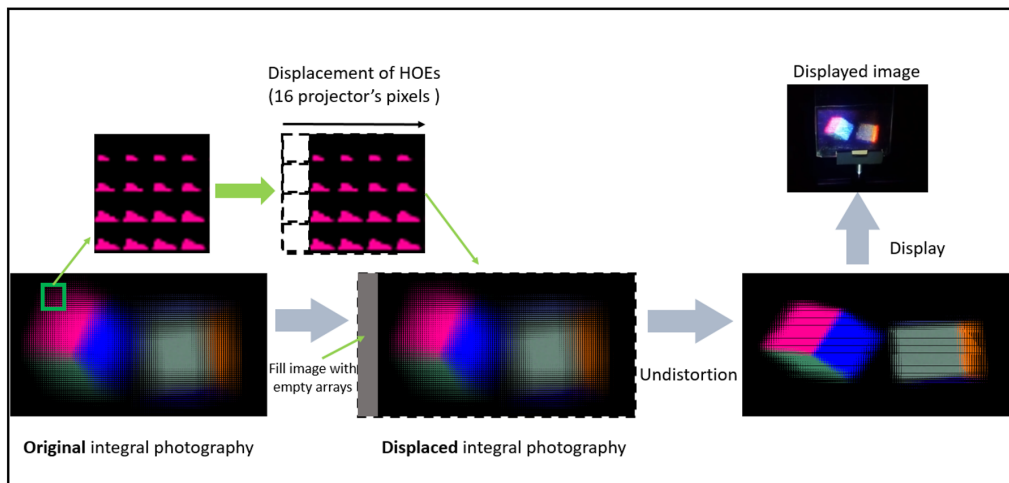 Displacement of HOEs
(16 projector's pixels )
Displayed image
Display
Fill image with
empty arrays
Undistortion
Original integral photography
Displaced integral photography